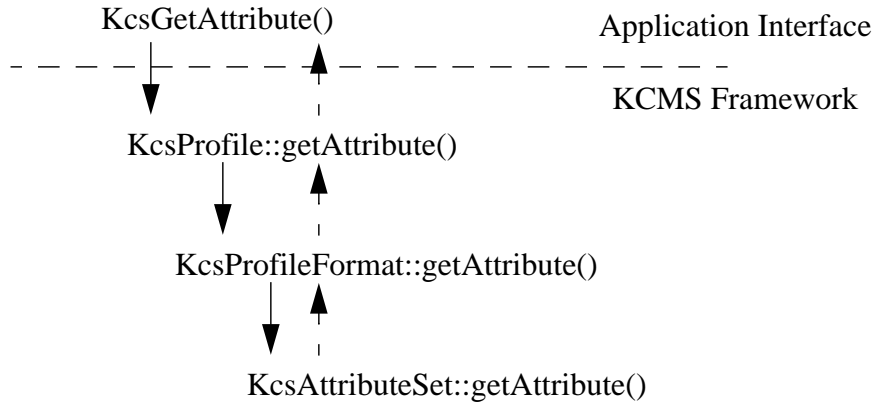 KcsGetAttribute()
Application Interface
KCMS Framework
KcsProfile::getAttribute()
KcsProfileFormat::getAttribute()
KcsAttributeSet::getAttribute()